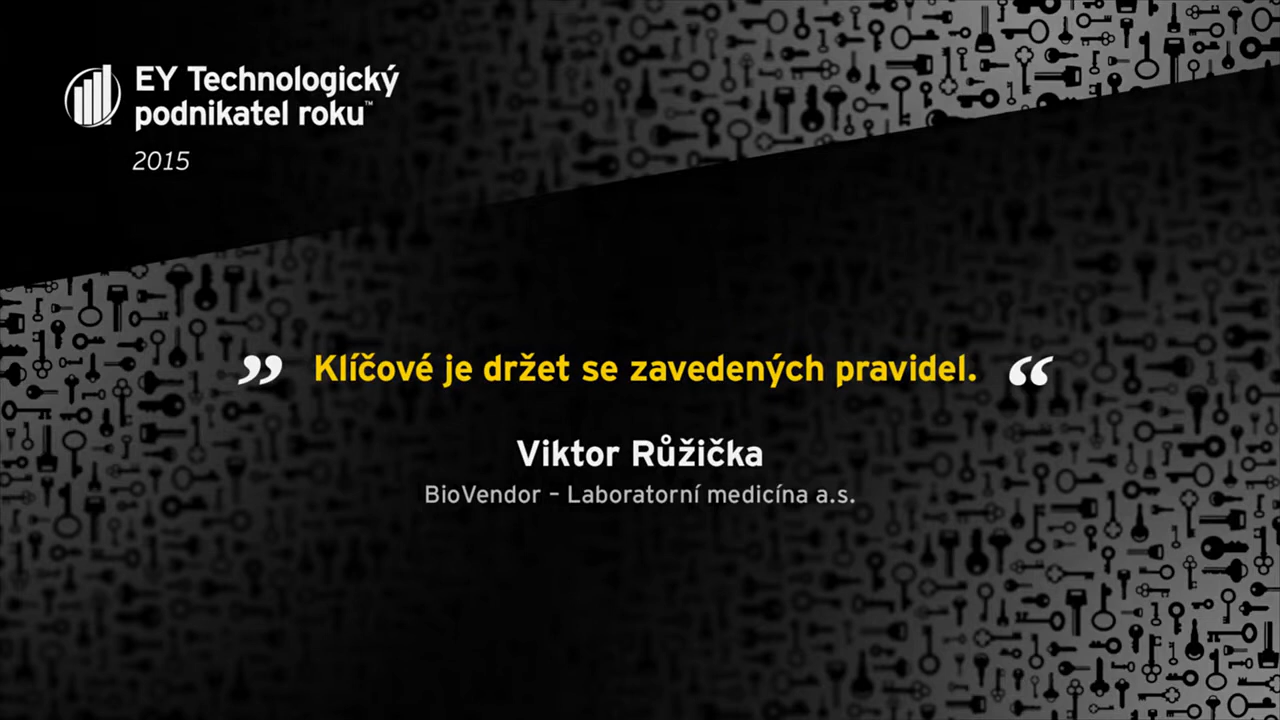 EY Technologický
podnikatel roku™
2015
” Klíčové je držet se zavedených pravidel. “
Viktor Růžička
BioVendor – Laboratorní medicína a.s.